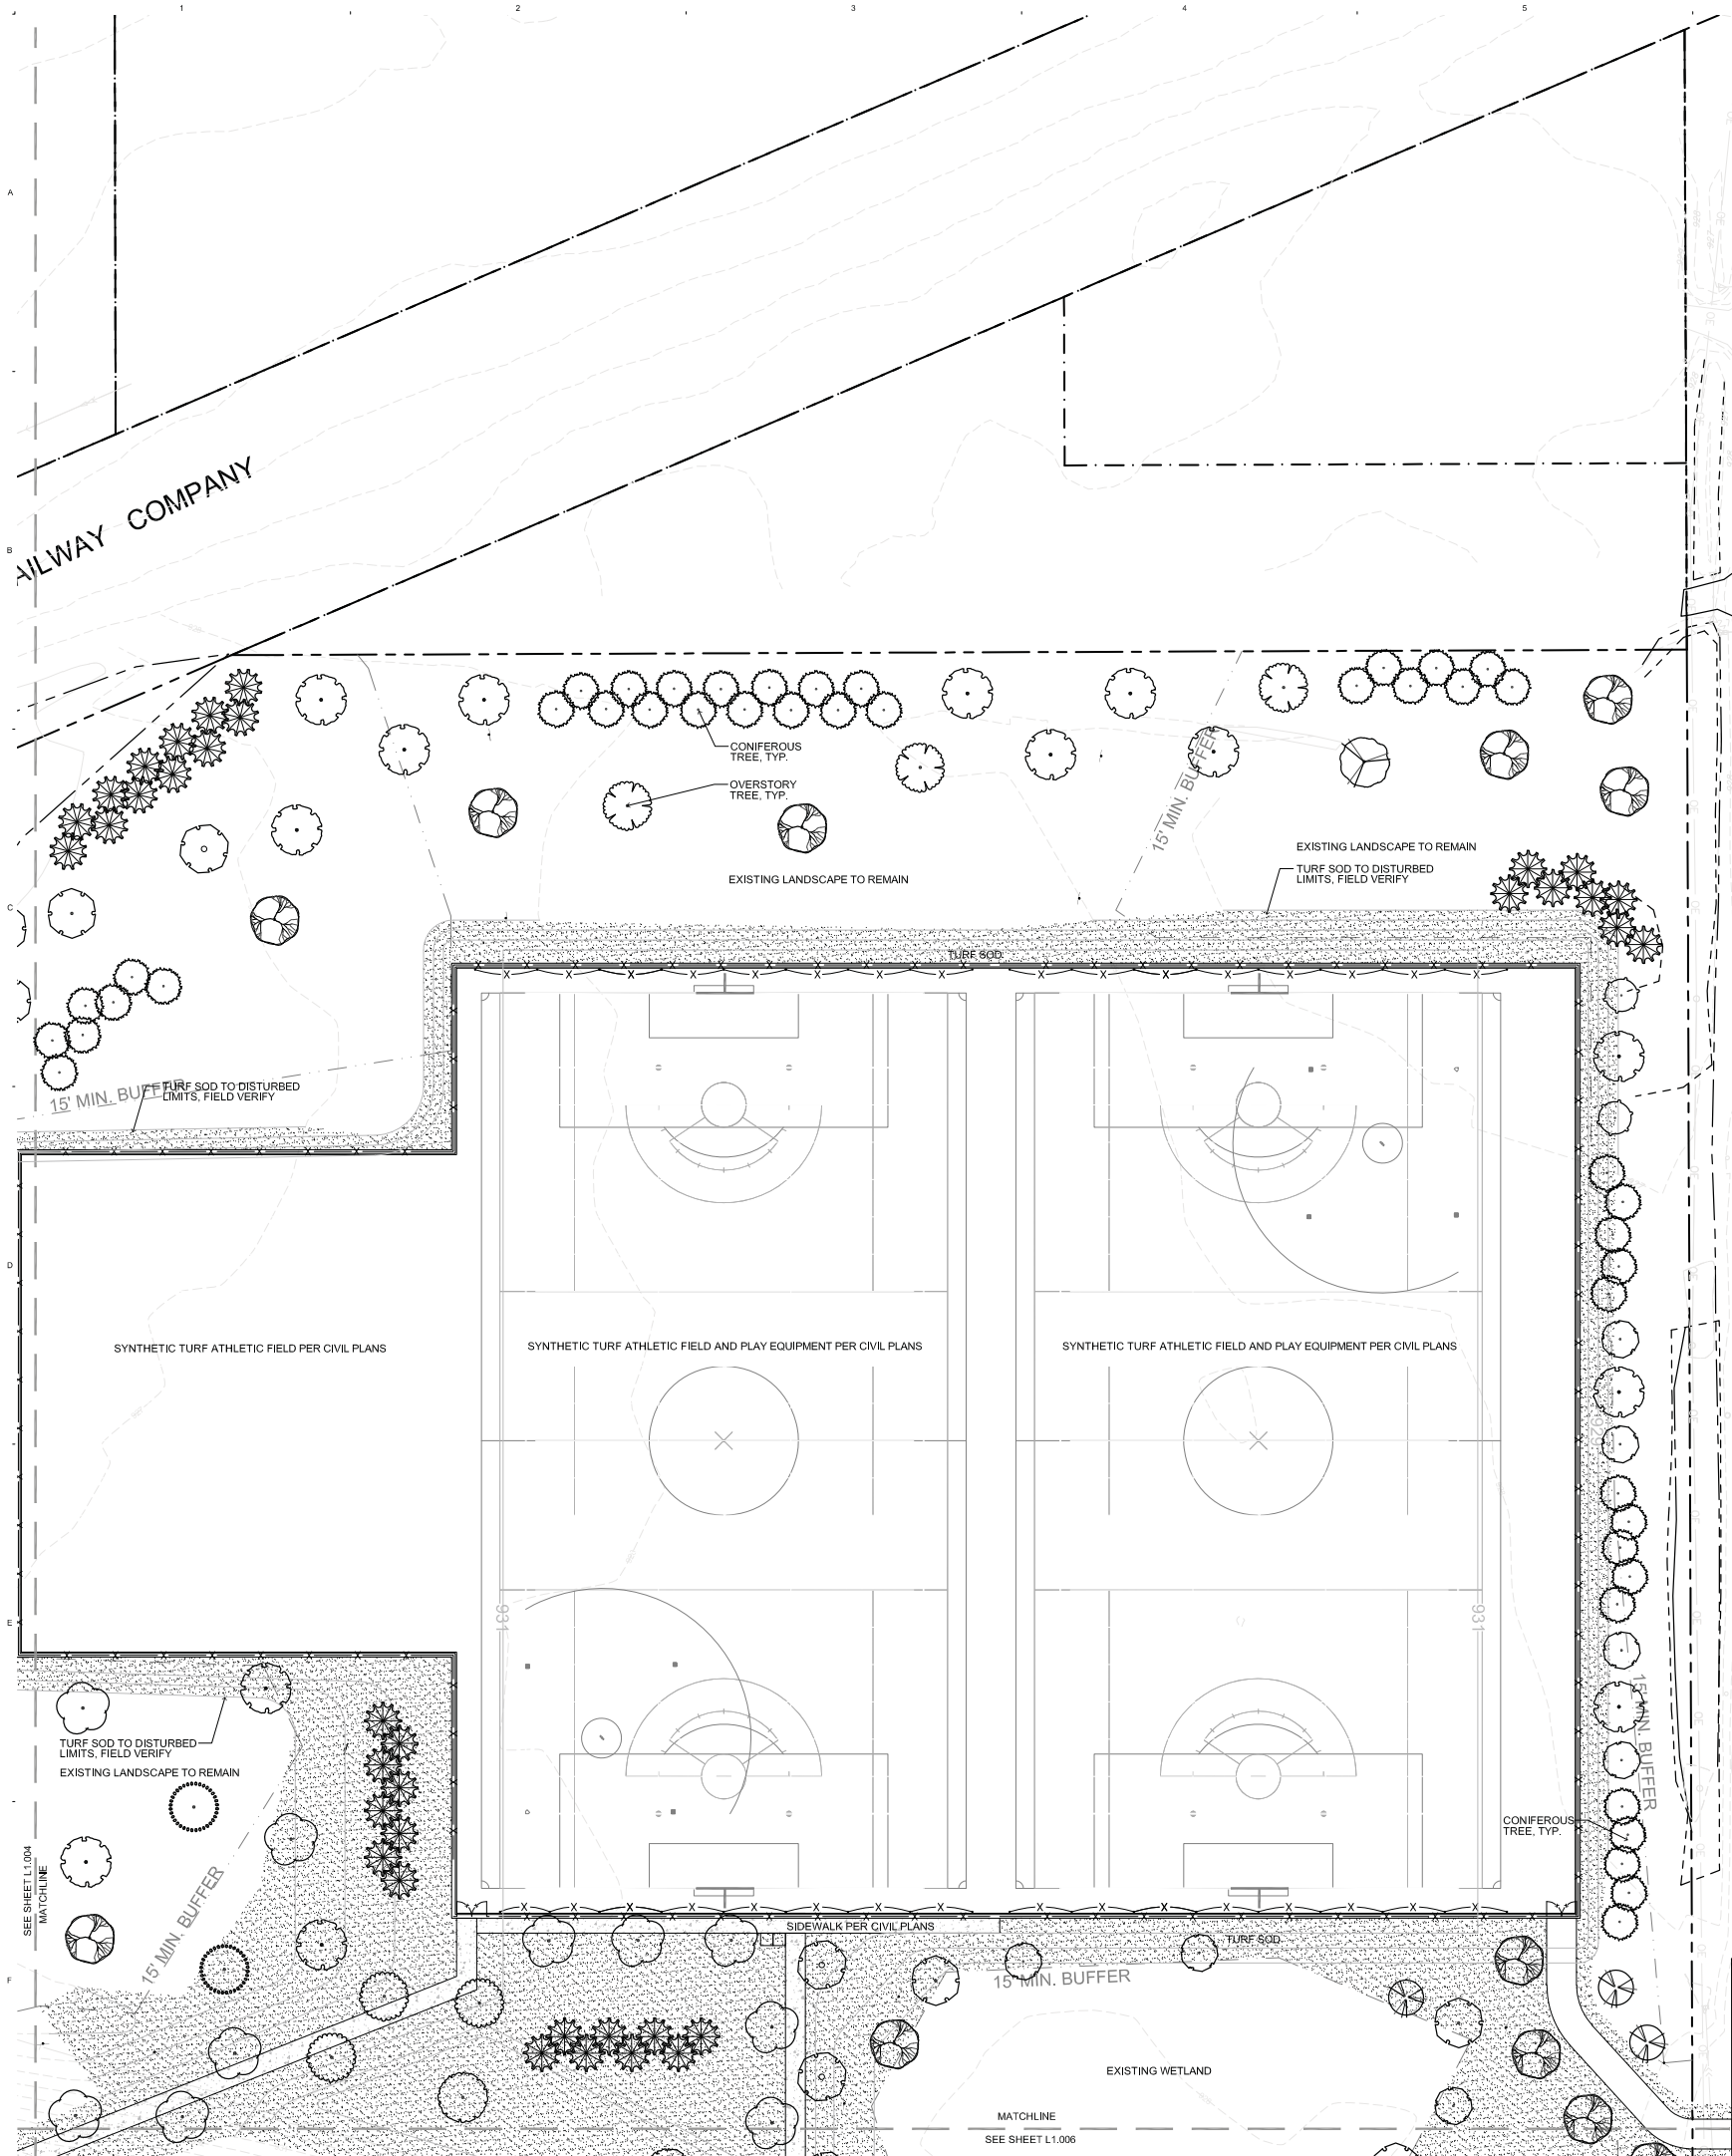 1 2 3 4 5
A
B
C
D
E
F
AILWAY COMPANY
CONIFEROUS
TREE, TYP.
OVERSTORY
TREE, TYP.
15' MIN. BUFFER
EXISTING LANDSCAPE TO REMAIN
TURF SOD TO DISTURBED
LIMITS, FIELD VERIFY
EXISTING LANDSCAPE TO REMAIN
TURF SOD
TURF SOD TO DISTURBED
LIMITS, FIELD VERIFY
15' MIN. BUFFER
SYNTHETIC TURF ATHLETIC FIELD PER CIVIL PLANS
SYNTHETIC TURF ATHLETIC FIELD AND PLAY EQUIPMENT PER CIVIL PLANS
SYNTHETIC TURF ATHLETIC FIELD AND PLAY EQUIPMENT PER CIVIL PLANS
931
931
TURF SOD TO DISTURBED
LIMITS, FIELD VERIFY
EXISTING LANDSCAPE TO REMAIN
15' MIN. BUFFER
15' MIN. BUFFER
CONIFEROUS
TREE, TYP.
SEE SHEET L1.004
MATCHLINE
SIDEWALK PER CIVIL PLANS
TURF SOD
15' MIN. BUFFER
EXISTING WETLAND
MATCHLINE
SEE SHEET L1.006